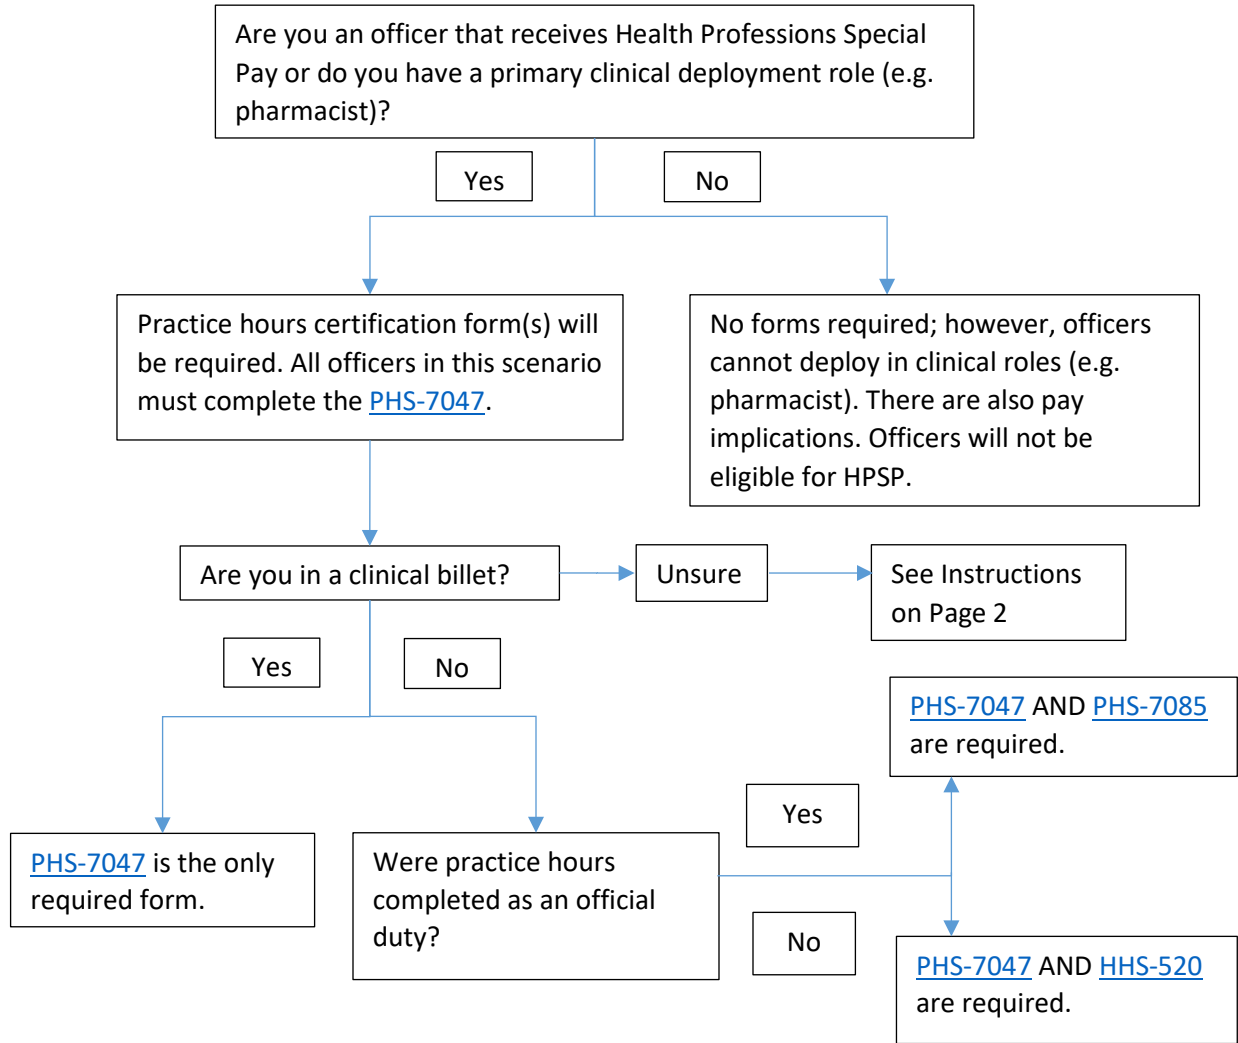 Are you an officer that receives Health Professions Special
Pay or do you have a primary clinical deployment role (e.g.
pharmacist)?
Yes
No
Practice hours certification form(s) will
be required. All officers in this scenario
must complete the PHS-7047.
No forms required; however, officers
cannot deploy in clinical roles (e.g.
pharmacist). There are also pay
implications. Officers will not be
eligible for HPSP.
Are you in a clinical billet?
Unsure
See Instructions
on Page 2
Yes
No
PHS-7047 AND PHS-7085
are required.
Yes
PHS-7047 is the only
required form.
Were practice hours
completed as an official
duty?
No
PHS-7047 AND HHS-520
are required.